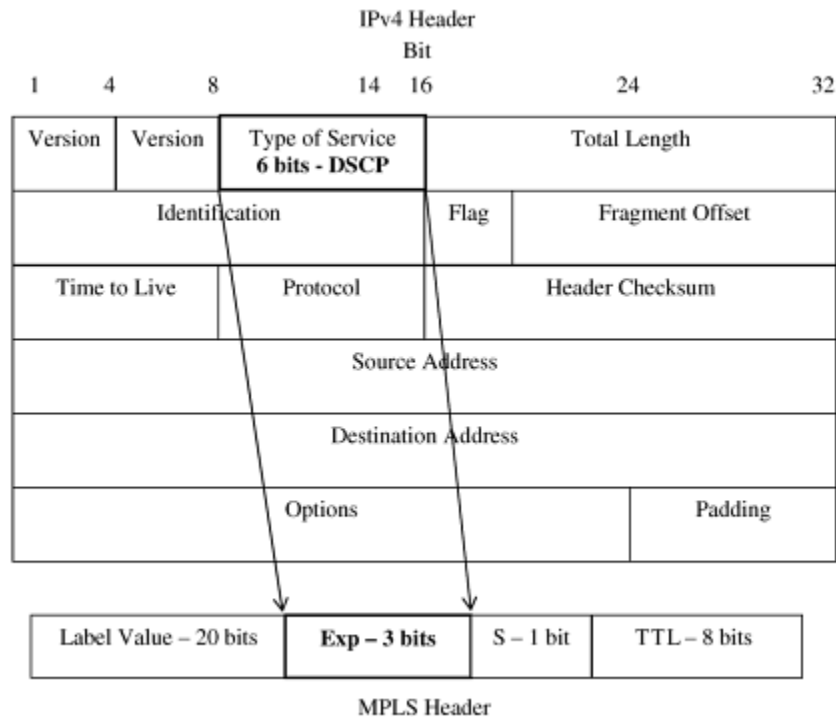 IPv4 Header
Bit
1 4 8 14 16 24 32
Version Version Type of Service Total Length
6 bits - DSCP
Identification Flag Fragment Offset
Time to Live Protocol Header Checksum
Source Address
Destination Address
Options Padding
Label Value – 20 bits Exp – 3 bits S – 1 bit TTL – 8 bits
MPLS Header